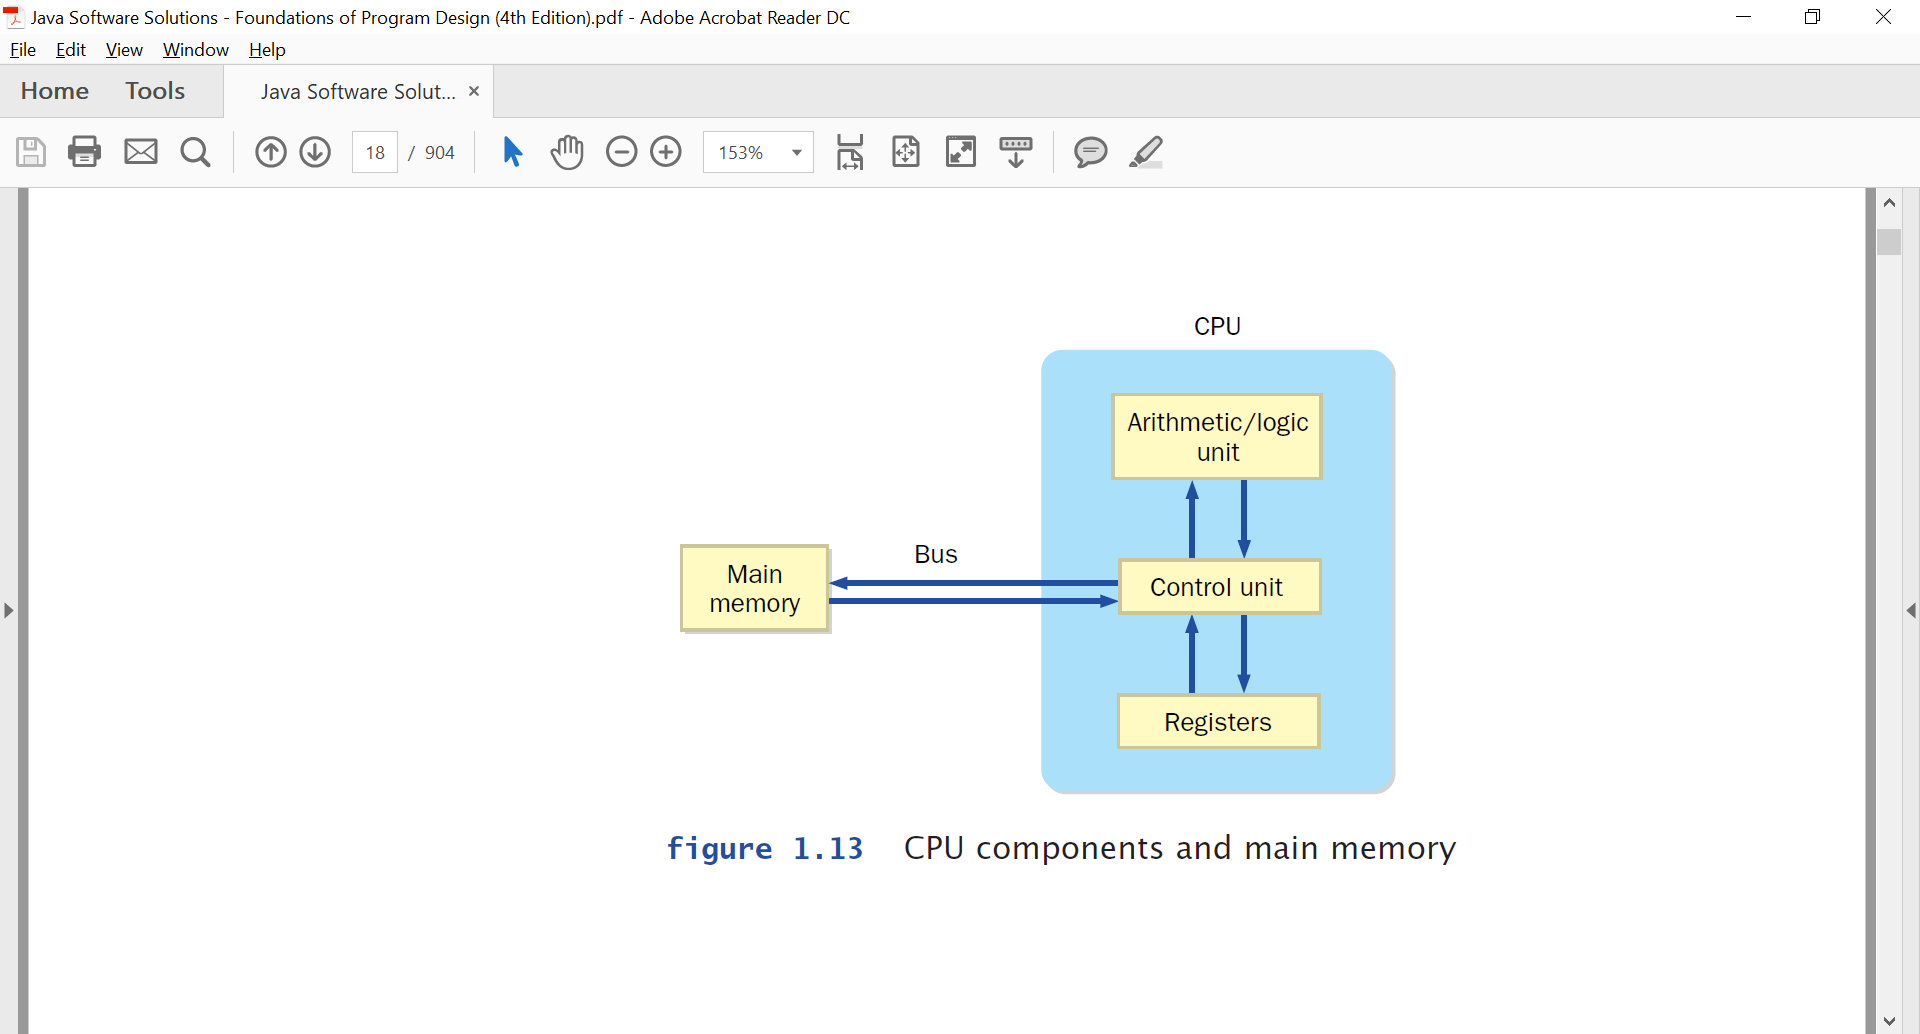 Java Software Solutions - Foundations of Program Design (4th Edition).pdf - Adobe Acrobat Reader DC
File Edit View Window Help
Home Tools Java Software Solut... ×
18 / 904 153%
CPU
Arithmetic/logic
unit
Bus
Main
memory
Control unit
Registers
figure 1.13 CPU components and main memory